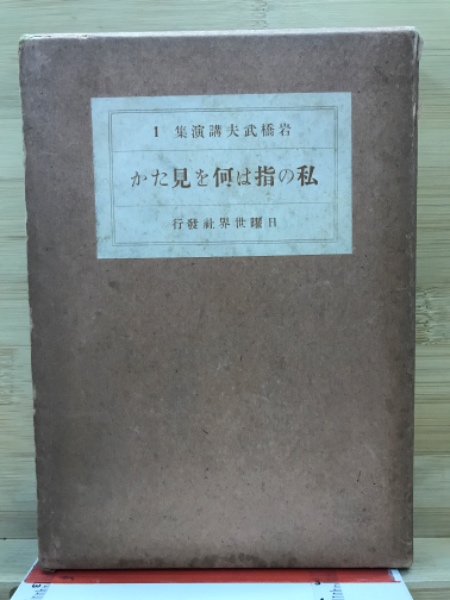 岩橋武夫講演集 1
私の指は何を見たか
日曜世界社發行